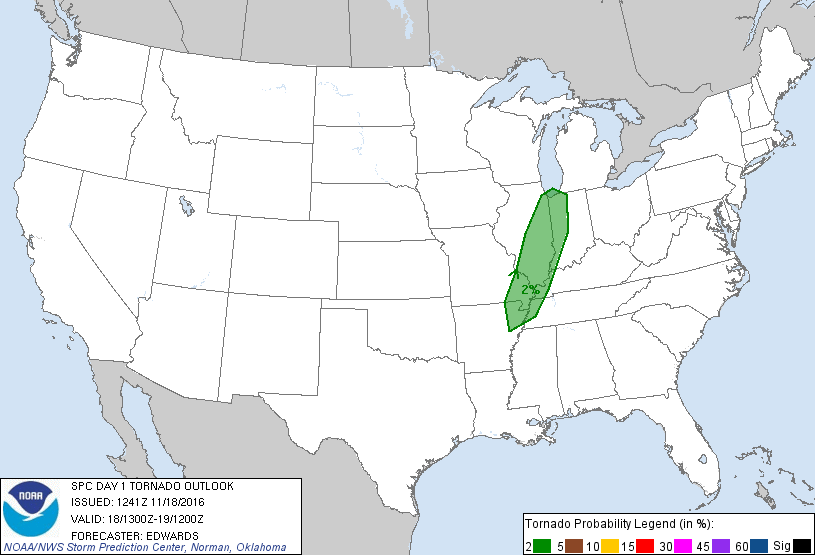 2%
NOAA
SPC DAY 1 TORNADO OUTLOOK
ISSUED: 1241Z 11/18/2016
VALID: 18/1300Z-19/1200Z
FORECASTER: EDWARDS
NOAA/NWS Storm Prediction Center, Norman, Oklahoma
Tornado Probability Legend (in %):
2 5 10 15 30 45 60 Sig